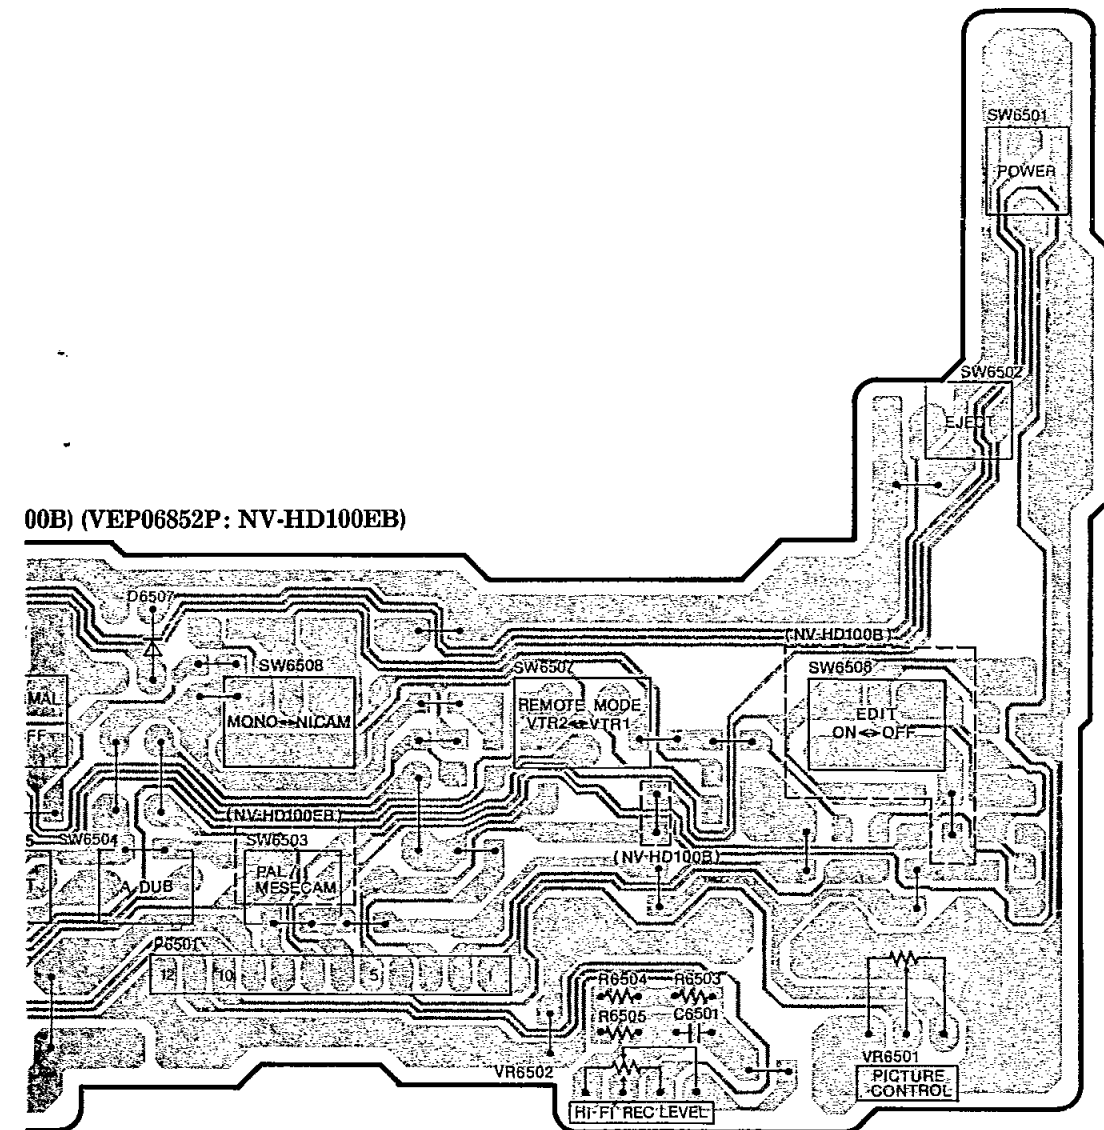 SW6501
POWER
SW6502
EJECT
00B) (VEP06852P: NV-HD100EB)
D6507
(NV-HD100B)
SW6508
SW6507
SW6506
MAL
MONO↔NICAM
REMOTE MODE
VTR2↔VTR1
EDIT
ON↔OFF
FF
(NV-HD100EB)
SW6504
SW6503
(NV-HD100B)
A.DUB
PAL/
MESECAM
P6501
12 10 5 1
R6504 R6503
R6505 C6501
VR6502
VR6501
PICTURE
CONTROL
Hi-Fi REC LEVEL